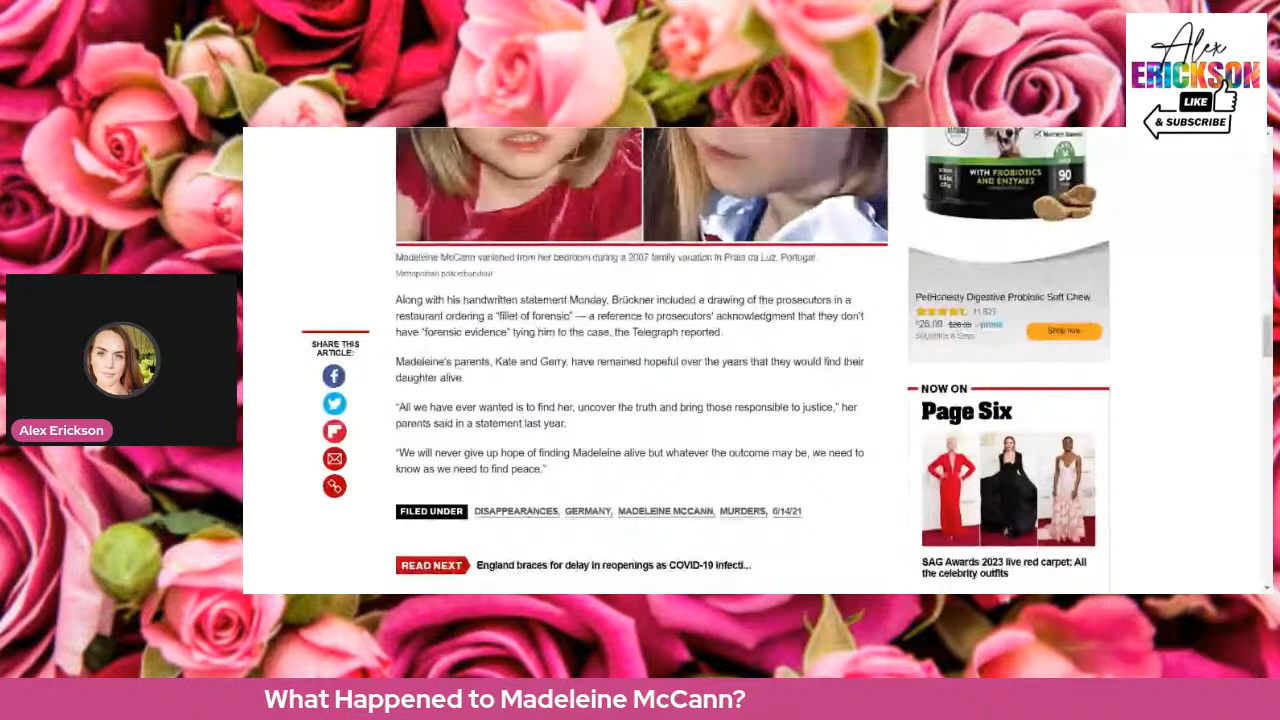 Alex
ERICKSON
LIKE
& SUBSCRIBE
WITH PROBIOTICS
AND ENZYMES
90
Madeleine McCann vanished from her bedroom during a 2007 family vacation in Praia da Luz, Portugal.
Metropolitan police/handout
Along with his handwritten statement Monday, Brückner included a drawing of the prosecutors in a
restaurant ordering a “fillet of forensic” — a reference to prosecutors' acknowledgment that they don't
have “forensic evidence” tying him to the case, the Telegraph reported.
Madeleine's parents, Kate and Gerry, have remained hopeful over the years that they would find their
daughter alive.
“All we have ever wanted is to find her, uncover the truth and bring those responsible to justice,” her
parents said in a statement last year.
“We will never give up hope of finding Madeleine alive but whatever the outcome may be, we need to
know as we need to find peace.”
SHARE THIS
ARTICLE:
FILED UNDER DISAPPEARANCES, GERMANY, MADELEINE MCCANN, MURDERS, 6/14/21
READ NEXT England braces for delay in reopenings as COVID-19 infecti...
PetHonesty Digestive Probiotic Soft Chew
11,827
prime
Subscribe & Save
Shop now
NOW ON
Page Six
SAG Awards 2023 live red carpet: All
the celebrity outfits
Alex Erickson
What Happened to Madeleine McCann?